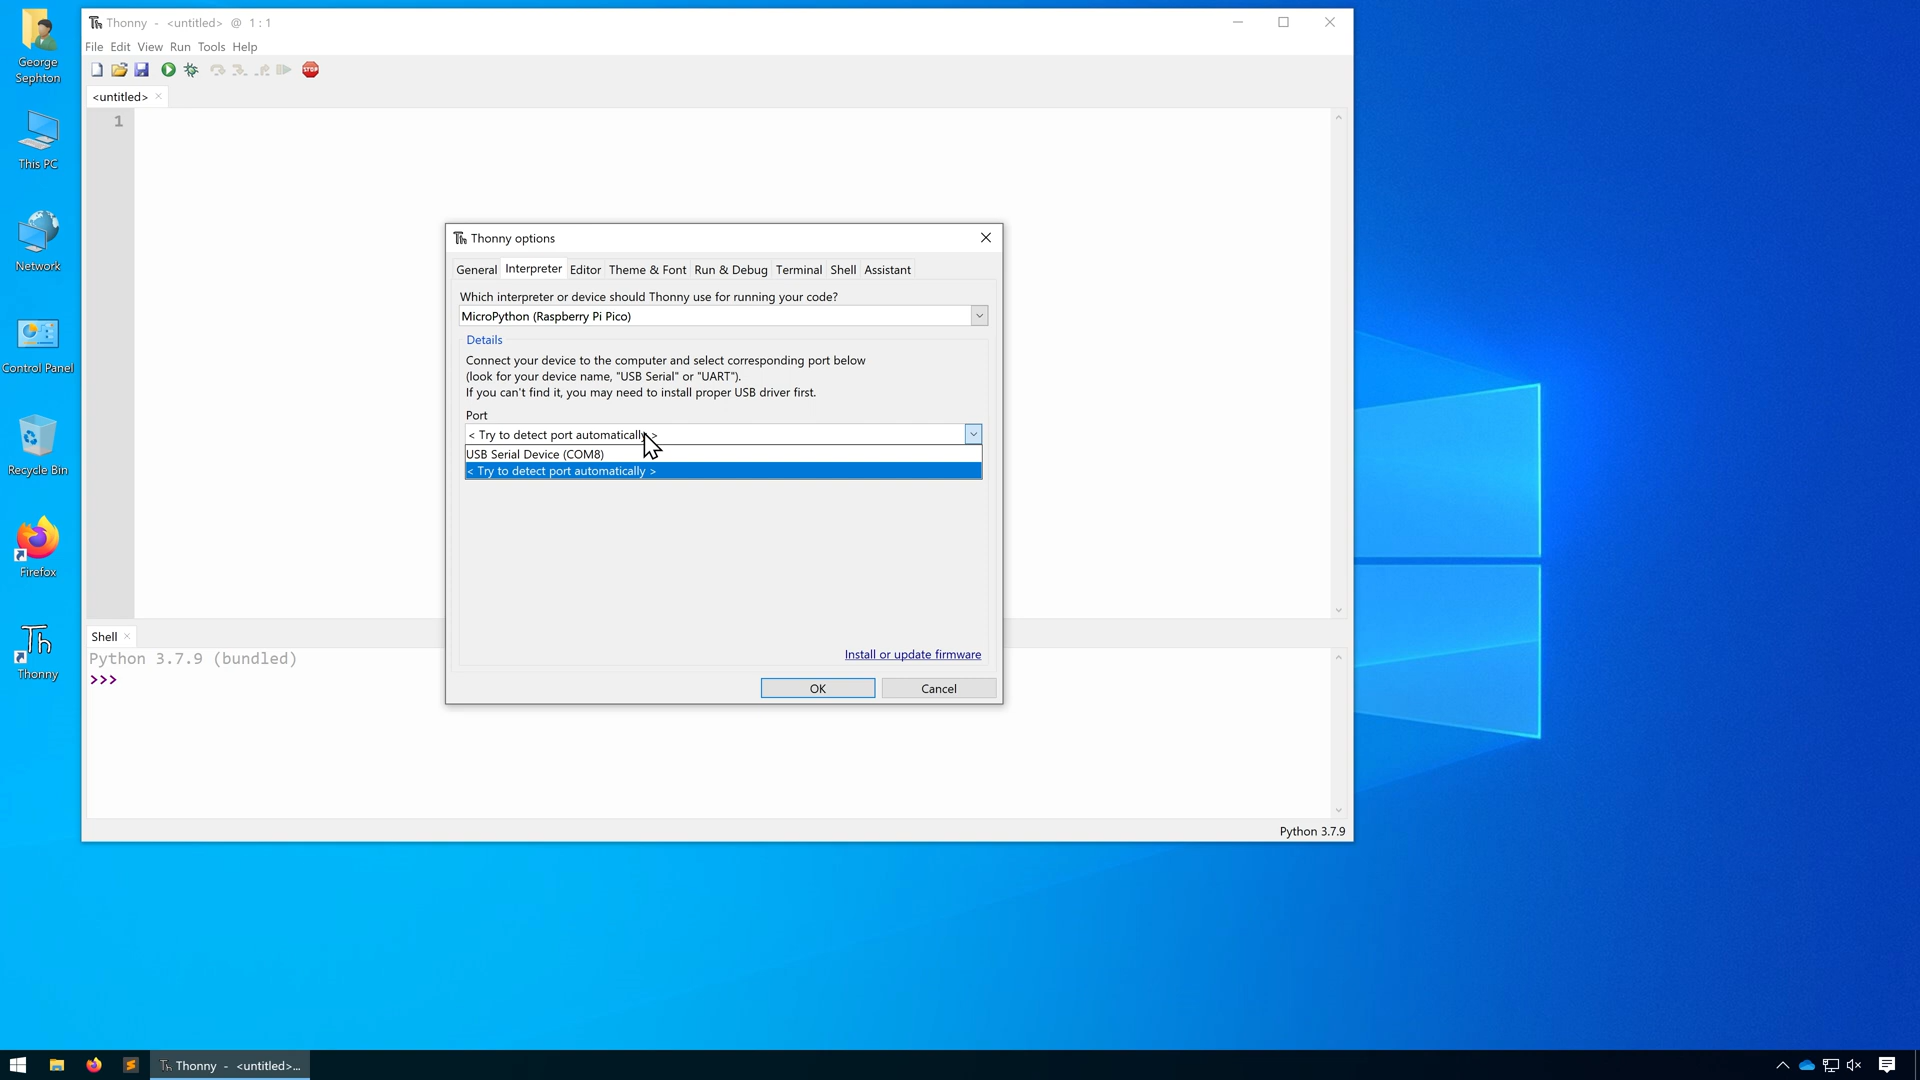 George
Sephton
This PC
Network
Control Panel
Recycle Bin
Firefox
Th
Thonny
Th Thonny - <untitled> @ 1 : 1
File Edit View Run Tools Help
STOP
<untitled>
1
Th Thonny options
General Interpreter Editor Theme & Font Run & Debug Terminal Shell Assistant
Which interpreter or device should Thonny use for running your code?
MicroPython (Raspberry Pi Pico)
Details
Connect your device to the computer and select corresponding port below
(look for your device name, "USB Serial" or "UART").
If you can't find it, you may need to install proper USB driver first.
Port
< Try to detect port automatically >
USB Serial Device (COM8)
< Try to detect port automatically >
Install or update firmware
OK Cancel
Shell
Python 3.7.9 (bundled)
>>>
Python 3.7.9
Th Thonny - <untitled>...